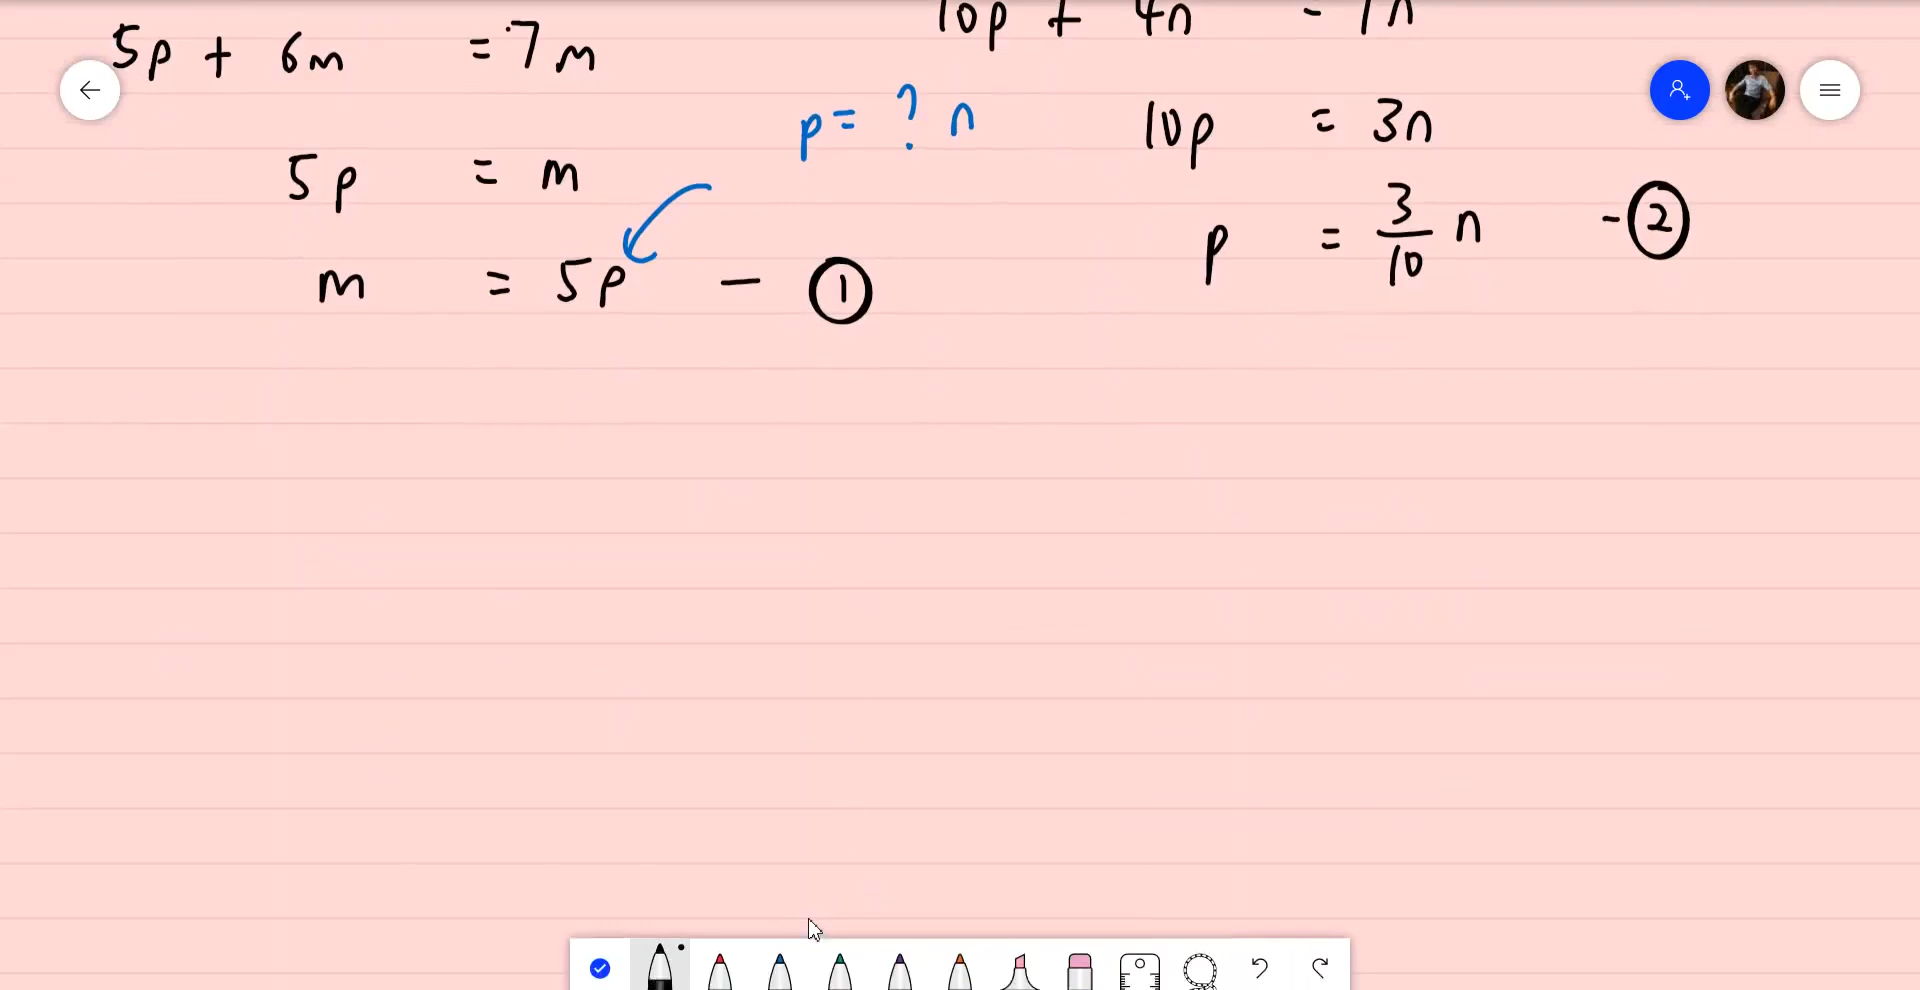 5p + 6m = 7m
5p = m
m = 5p - ①
p = ? n
10p + 4n = 7n
10p = 3n
p = 3/10 n - ②